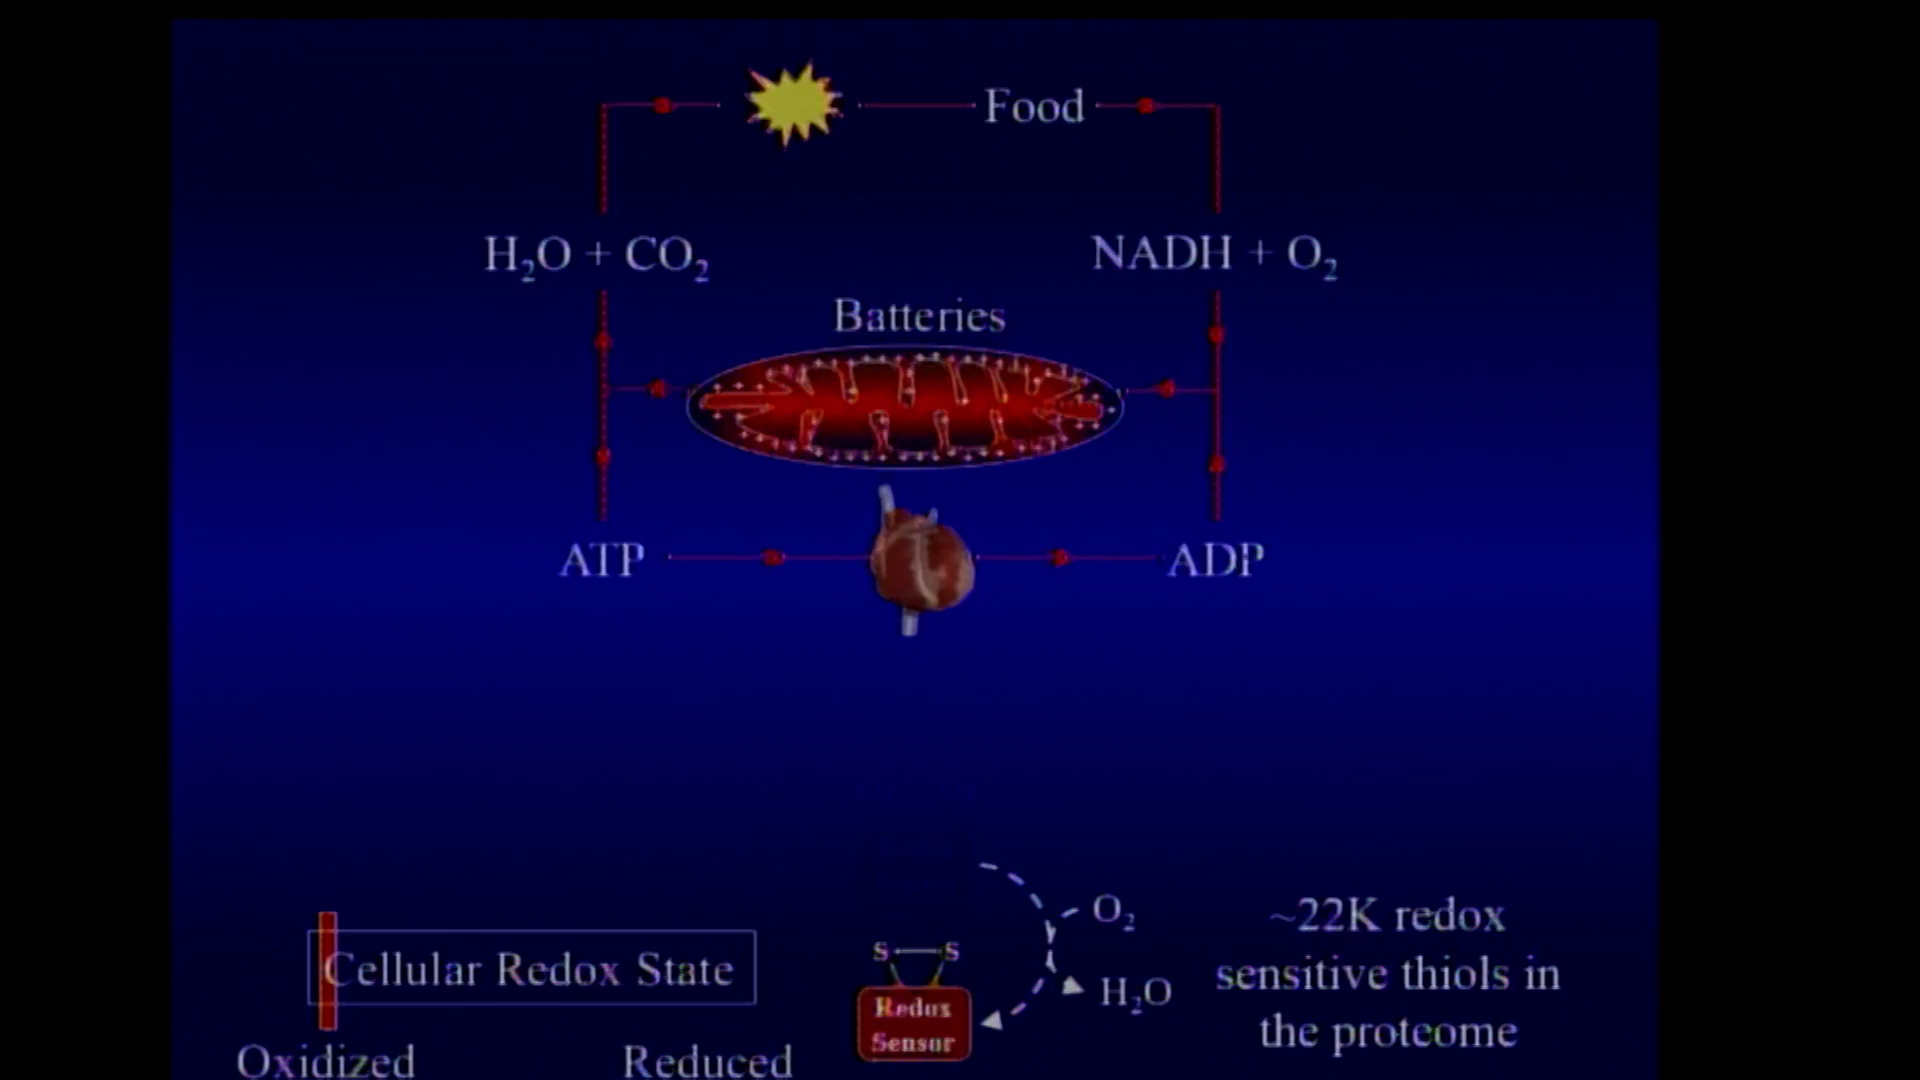 Food
H₂O + CO₂
NADH + O₂
Batteries
ATP
ADP
O₂
S S
H₂O
Redox
Sensor
~22K redox
sensitive thiols in
the proteome
Cellular Redox State
Oxidized
Reduced